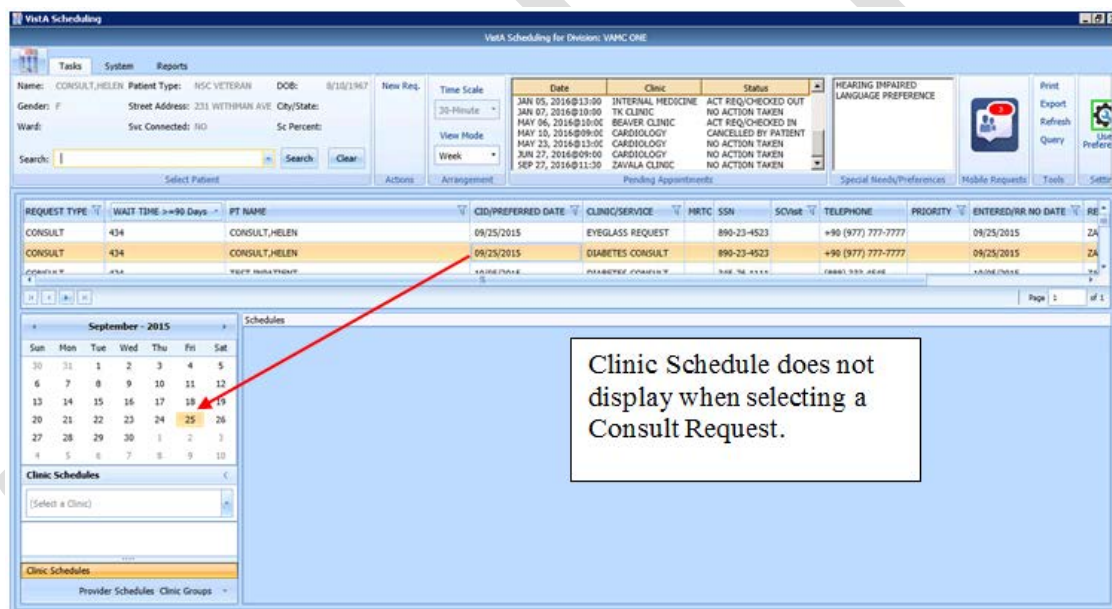 VistA Scheduling
VistA Scheduling for Division: VAMC ONE
Tasks System Reports
Name: CONSULT,HELEN Patient Type: NSC VETERAN DOB: 8/10/1967
Gender: F Street Address: 231 WITHMAN AVE City/State:
Ward: Svc Connected: NO Sc Percent:
Search: Search Clear
Select Patient
New Req.
Actions
Time Scale
30-Minute
View Mode
Week
Arrangement
Date Clinic Status
JAN 05, 2016@13:00 INTERNAL MEDICINE ACT REQ/CHECKED OUT
JAN 07, 2016@10:00 TK CLINIC NO ACTION TAKEN
MAY 06, 2016@10:00 BEAVER CLINIC ACT REQ/CHECKED IN
MAY 10, 2016@09:00 CARDIOLOGY CANCELLED BY PATIENT
MAY 23, 2016@13:00 CARDIOLOGY NO ACTION TAKEN
JUN 27, 2016@09:00 CARDIOLOGY NO ACTION TAKEN
SEP 27, 2016@11:30 ZAVALA CLINIC NO ACTION TAKEN
Pending Appointments
HEARING IMPAIRED
LANGUAGE PREFERENCE
Special Needs/Preferences
3
Mobile Requests
Print
Export
Refresh
Query
Tools
Use
Prefere
Settin
REQUEST TYPE WAIT TIME >=90 Days PT NAME CID/PREFERRED DATE CLINIC/SERVICE MRTC SSN SCVisit TELEPHONE PRIORITY ENTERED/RR NO DATE RE
CONSULT 434 CONSULT,HELEN 09/25/2015 EYEGLASS REQUEST 890-23-4523 +90 (977) 777-7777 09/25/2015 ZA
CONSULT 434 CONSULT,HELEN 09/25/2015 DIABETES CONSULT 890-23-4523 +90 (977) 777-7777 09/25/2015 ZA
Page 1 of 1
September - 2015
Sun Mon Tue Wed Thu Fri Sat
30 31 1 2 3 4 5
6 7 8 9 10 11 12
13 14 15 16 17 18 19
20 21 22 23 24 25 26
27 28 29 30 1 2 3
4 5 6 7 8 9 10
Clinic Schedules
(Select a Clinic)
Clinic Schedules
Provider Schedules Clinic Groups
Schedules
Clinic Schedule does not
display when selecting a
Consult Request.